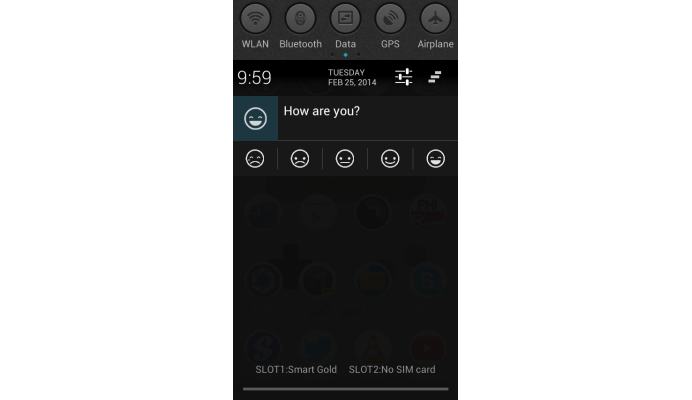 WLAN Bluetooth Data GPS Airplane
9:59 TUESDAY
FEB 25, 2014
How are you?
PHI
SLOT1:Smart Gold SLOT2:No SIM card